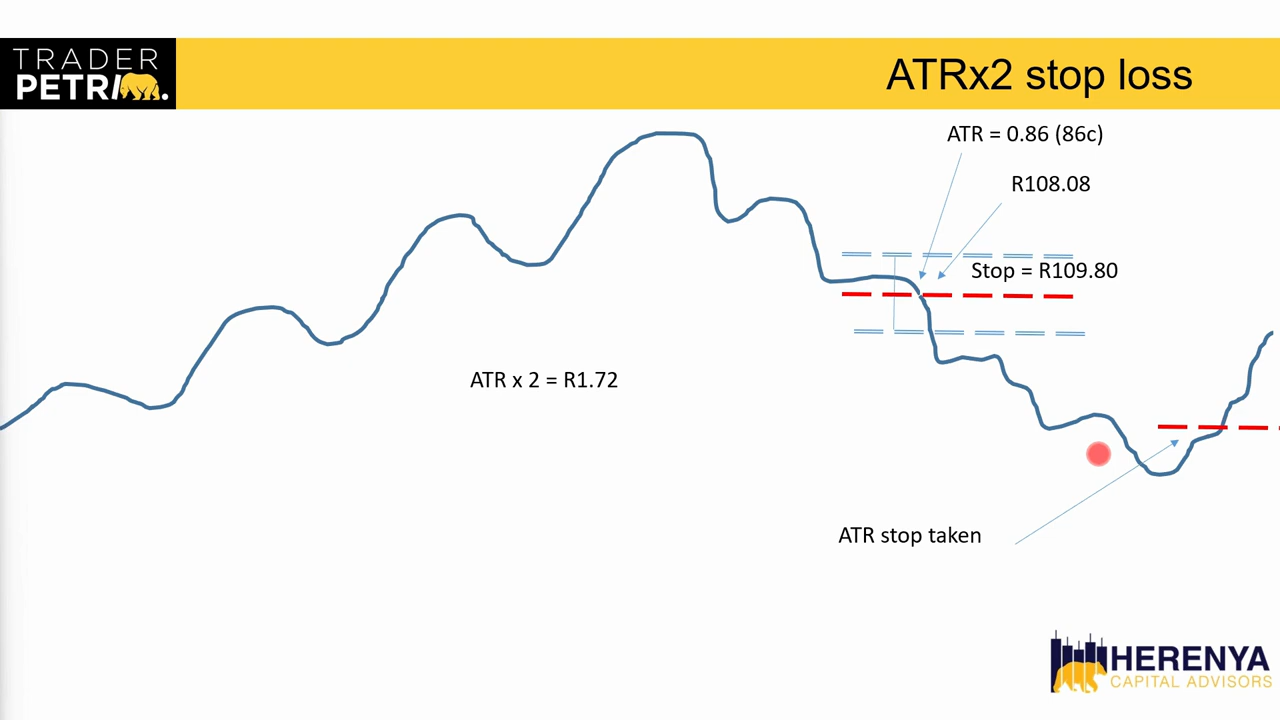 TRADER
PETRI.
ATRx2 stop loss
ATR = 0.86 (86c)
R108.08
Stop = R109.80
ATR x 2 = R1.72
ATR stop taken
HERENYA
CAPITAL ADVISORS